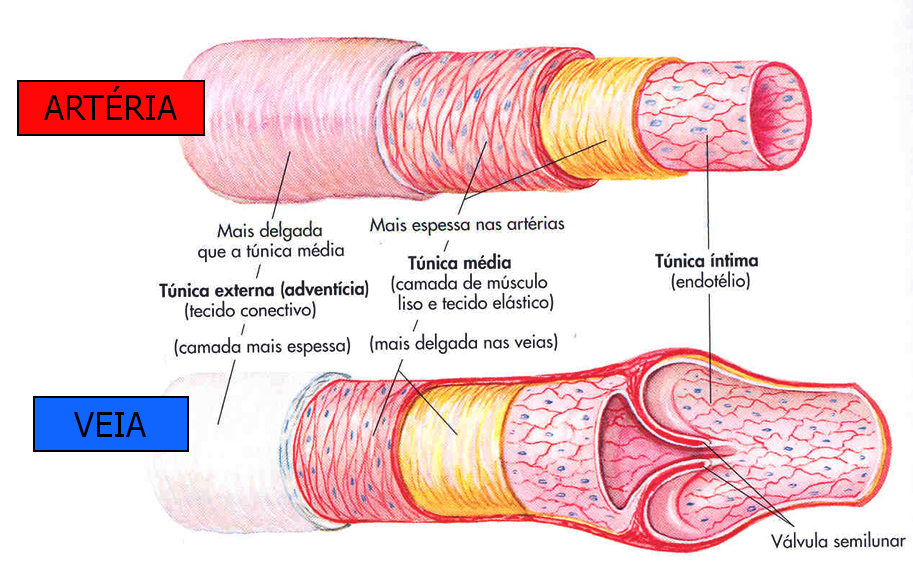 ARTÉRIA
Mais delgada
que a túnica média
Túnica externa (adventícia)
(tecido conectivo)
(camada mais espessa)
Mais espessa nas artérias
Túnica média
(camada de músculo
liso e tecido elástico)
(mais delgada nas veias)
Túnica íntima
(endotélio)
VEIA
Válvula semilunar